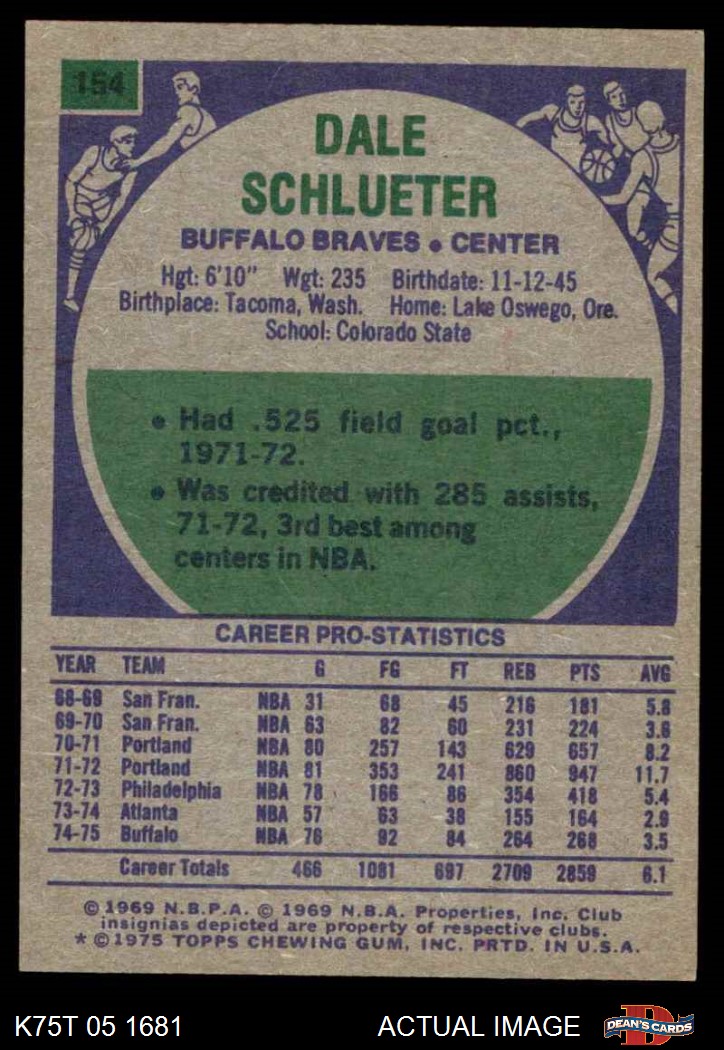 154
DALE
SCHLUETER
BUFFALO BRAVES • CENTER
Hgt: 6'10" Wgt: 235 Birthdate: 11-12-45
Birthplace: Tacoma, Wash. Home: Lake Oswego, Ore.
School: Colorado State
• Had .525 field goal pct.,
1971-72.
• Was credited with 285 assists,
71-72, 3rd best among
centers in NBA.
CAREER PRO-STATISTICS
YEAR TEAM G FG FT REB PTS AVG
68-69 San Fran. NBA 31 68 45 216 181 5.8
69-70 San Fran. NBA 63 82 60 231 224 3.6
70-71 Portland NBA 80 257 143 629 657 8.2
71-72 Portland NBA 81 353 241 860 947 11.7
72-73 Philadelphia NBA 78 166 86 354 418 5.4
73-74 Atlanta NBA 57 63 38 155 164 2.9
74-75 Buffalo NBA 76 92 84 264 268 3.5
Career Totals 466 1081 697 2709 2859 6.1
© 1969 N.B.P.A. © 1969 N.B.A. Properties, Inc. Club
insignias depicted are property of respective clubs.
* © 1975 TOPPS CHEWING GUM, INC. PRTD. IN U.S.A.
K75T 05 1681 ACTUAL IMAGE
DEAN'S CARDS